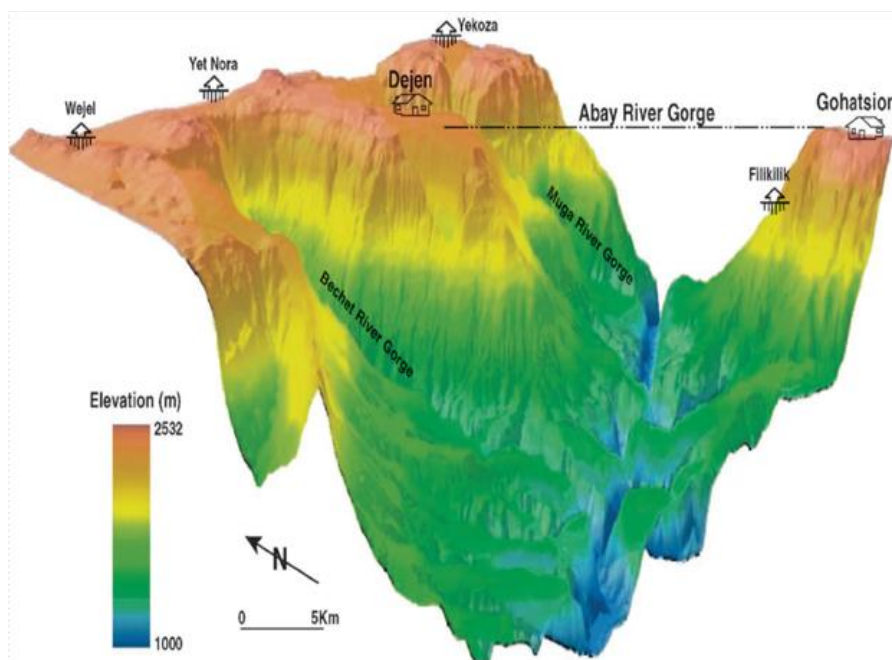 Yekoza
Yet Nora
Dejen
Wejel
Abay River Gorge
Gohatsion
Filikilik
Muga River Gorge
Bechet River Gorge
Elevation (m)
2532
N
0 5Km
1000